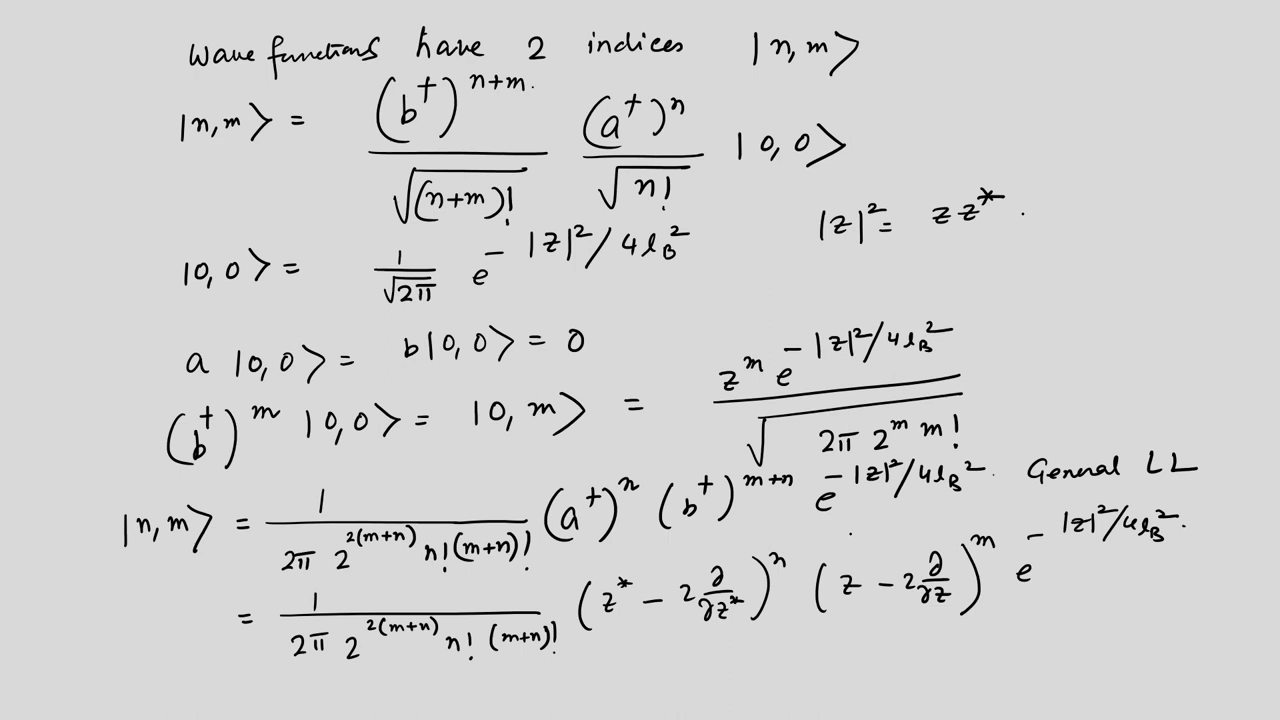 Wave functions have 2 indices |n,m⟩
|n,m⟩ = (b†)^{n+m} / √(n+m)! (a†)^n / √n! |0,0⟩
|z|² = z z*.
|0,0⟩ = 1/√2π e^{-|z|²/4l_B²}
a |0,0⟩ = b|0,0⟩ = 0
(b†)^m |0,0⟩ = |0,m⟩ = z^m e^{-|z|²/4l_B²} / √(2π 2^m m!)
|n,m⟩ = 1 / (2π 2^{2(m+n)} n!(m+n)!) (a†)^n (b†)^{m+n} e^{-|z|²/4l_B²}. General LL
= 1 / (2π 2^{2(m+n)} n! (m+n)!) (z* - 2 ∂/∂z*)^n (z - 2 ∂/∂z)^m e^{-|z|²/4l_B²}.